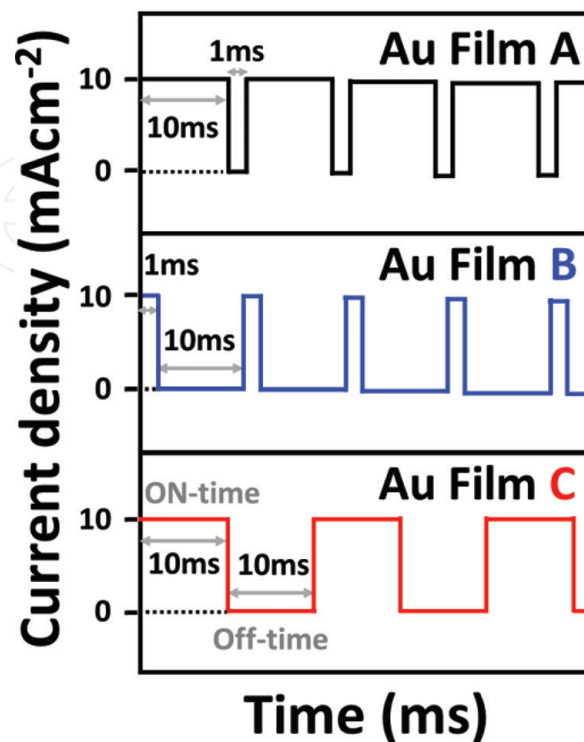 Current density (mAcm⁻²)
Au Film A
1ms
10
10ms
0
Au Film B
1ms
10
10ms
0
Au Film C
ON-time
10
10ms
10ms
0
Off-time
Time (ms)